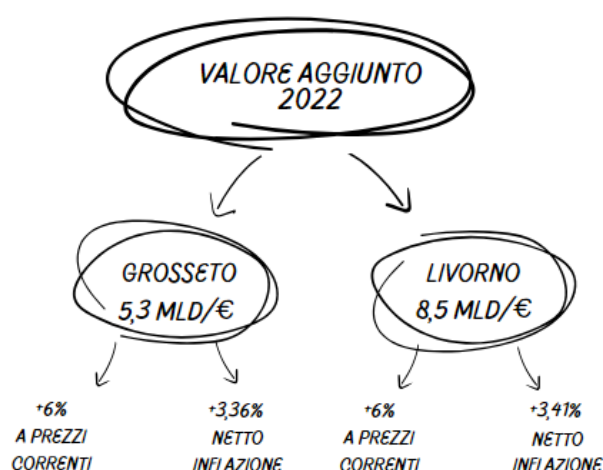 VALORE AGGIUNTO
2022
GROSSETO
5,3 MLD/€
LIVORNO
8,5 MLD/€
+6%
A PREZZI
CORRENTI
+3,36%
NETTO
INFLAZIONE
+6%
A PREZZI
CORRENTI
+3,41%
NETTO
INFLAZIONE